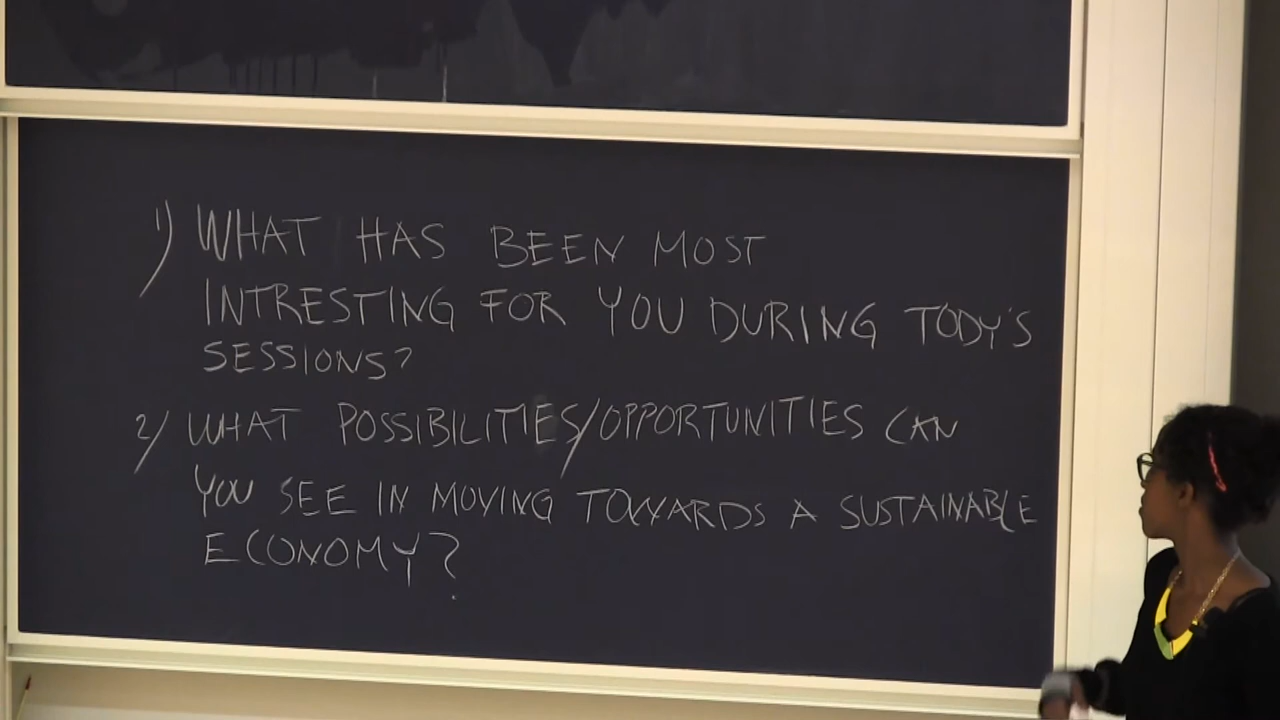 1) WHAT HAS BEEN MOST
INTRESTING FOR YOU DURING TODY'S
SESSIONS?
2) WHAT POSSIBILITIES/OPPORTUNITIES CAN
YOU SEE IN MOVING TOWARDS A SUSTAINABLE
ECONOMY?